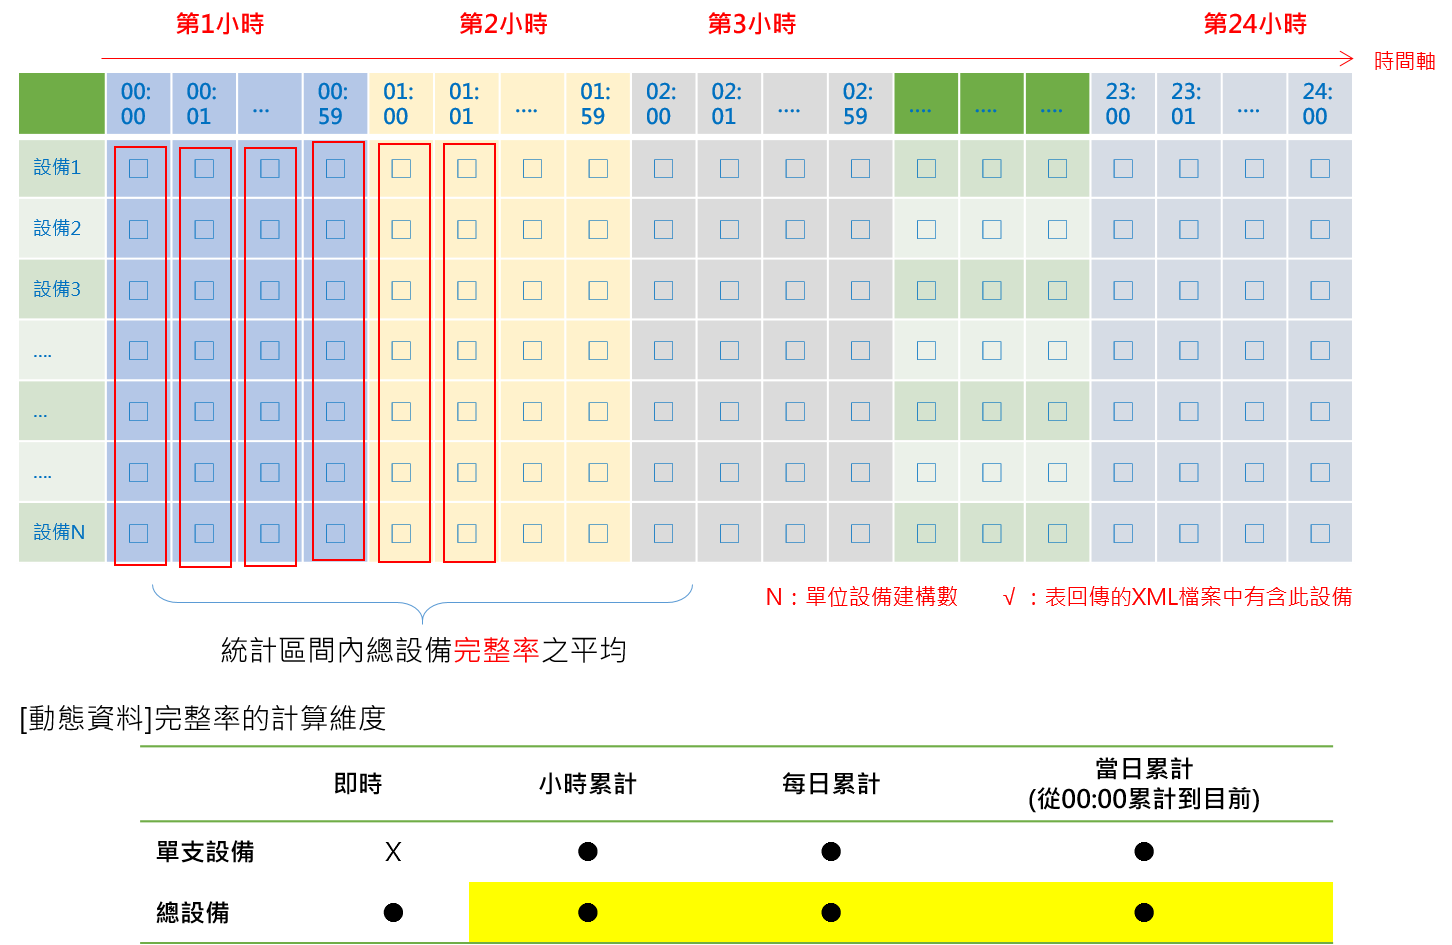 第1小時 第2小時 第3小時 第24小時
時間軸
00:00 00:01 ... 00:59 01:00 01:01 .... 01:59 02:00 02:01 .... 02:59 .... .... .... 23:00 23:01 .... 24:00
設備1 □ □ □ □ □ □ □ □ □ □ □ □ □ □ □ □ □ □ □
設備2 □ □ □ □ □ □ □ □ □ □ □ □ □ □ □ □ □ □ □
設備3 □ □ □ □ □ □ □ □ □ □ □ □ □ □ □ □ □ □ □
.... □ □ □ □ □ □ □ □ □ □ □ □ □ □ □ □ □ □ □
... □ □ □ □ □ □ □ □ □ □ □ □ □ □ □ □ □ □ □
.... □ □ □ □ □ □ □ □ □ □ □ □ □ □ □ □ □ □ □
設備N □ □ □ □ □ □ □ □ □ □ □ □ □ □ □ □ □ □ □
N：單位設備建構數 √ ：表回傳的XML檔案中有含此設備
統計區間內總設備完整率之平均
[動態資料]完整率的計算維度
即時 小時累計 每日累計 當日累計
(從00:00累計到目前)
單支設備 X ● ● ●
總設備 ● ● ● ●